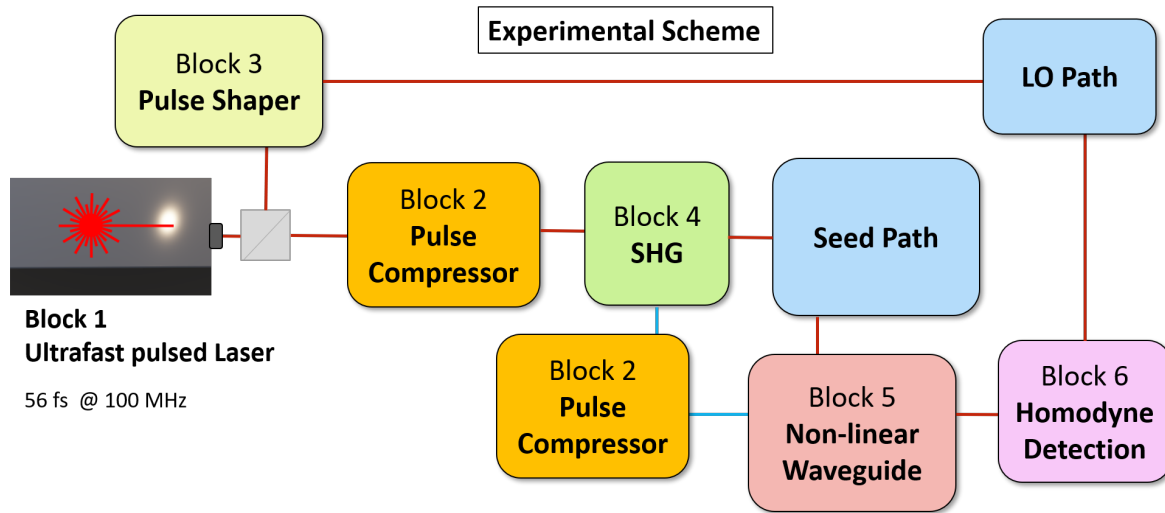 Experimental Scheme
Block 3
Pulse Shaper
LO Path
Block 2
Pulse
Compressor
Block 4
SHG
Seed Path
Block 1
Ultrafast pulsed Laser
56 fs @ 100 MHz
Block 2
Pulse
Compressor
Block 5
Non-linear
Waveguide
Block 6
Homodyne
Detection